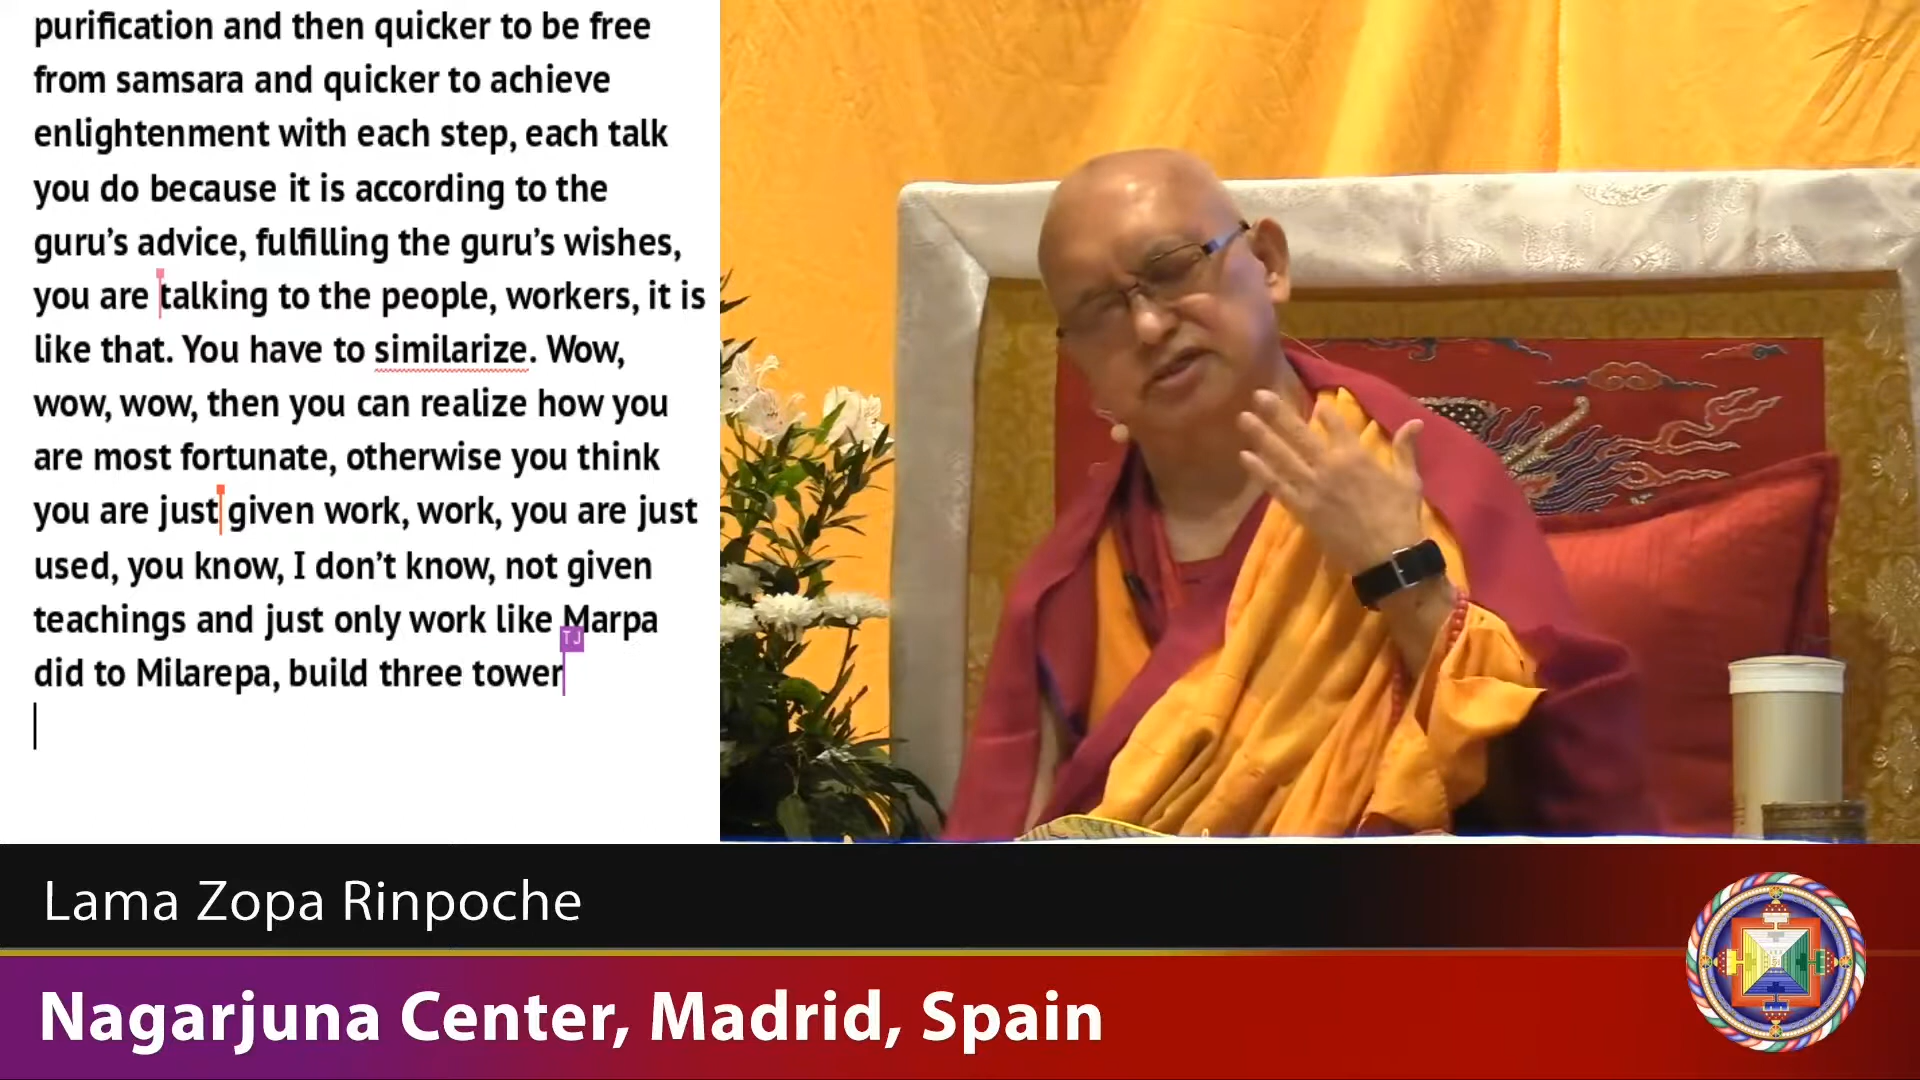 purification and then quicker to be free
from samsara and quicker to achieve
enlightenment with each step, each talk
you do because it is according to the
guru’s advice, fulfilling the guru’s wishes,
you are talking to the people, workers, it is
like that. You have to similarize. Wow,
wow, wow, then you can realize how you
are most fortunate, otherwise you think
you are just given work, work, you are just
used, you know, I don’t know, not given
teachings and just only work like Marpa
TJ
did to Milarepa, build three tower
Lama Zopa Rinpoche
Nagarjuna Center, Madrid, Spain